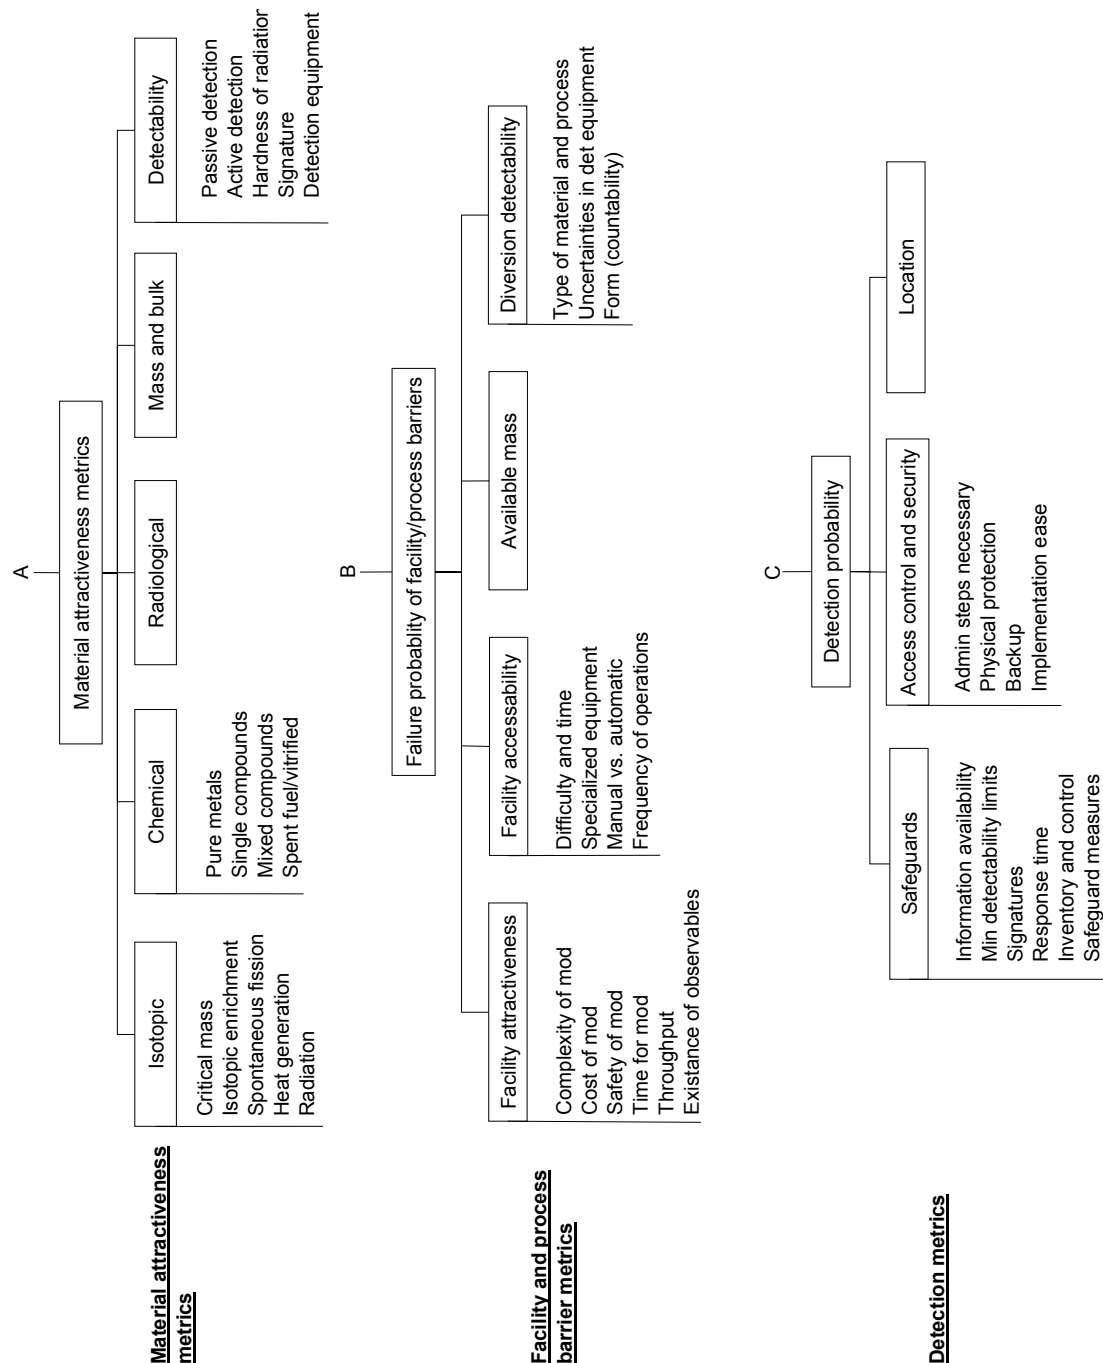 A
Material attractiveness metrics
Isotopic
Critical mass
Isotopic enrichment
Spontaneous fission
Heat generation
Radiation
Chemical
Pure metals
Single compounds
Mixed compounds
Spent fuel/vitrified
Radiological
Mass and bulk
Detectability
Passive detection
Active detection
Hardness of radiation
Signature
Detection equipment
Material attractiveness
metrics
B
Failure probablity of facility/process barriers
Facility attractiveness
Complexity of mod
Cost of mod
Safety of mod
Time for mod
Throughput
Existance of observables
Facility accessability
Difficulty and time
Specialized equipment
Manual vs. automatic
Frequency of operations
Available mass
Diversion detectability
Type of material and process
Uncertainties in det equipment
Form (countability)
Facility and process
barrier metrics
C
Detection probability
Safeguards
Information availability
Min detectability limits
Signatures
Response time
Inventory and control
Safeguard measures
Access control and security
Admin steps necessary
Physical protection
Backup
Implementation ease
Location
Detection metrics